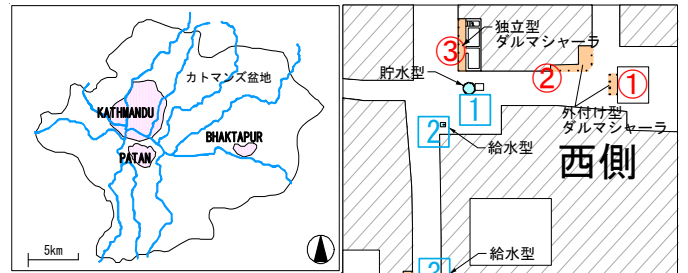 カトマンズ盆地
KATHMANDU
BHAKTAPUR
PATAN
5km
独立型
ダルマシャーラ
③
貯水型
②
①
1
外付け型
ダルマシャーラ
2
給水型
西側
給水型